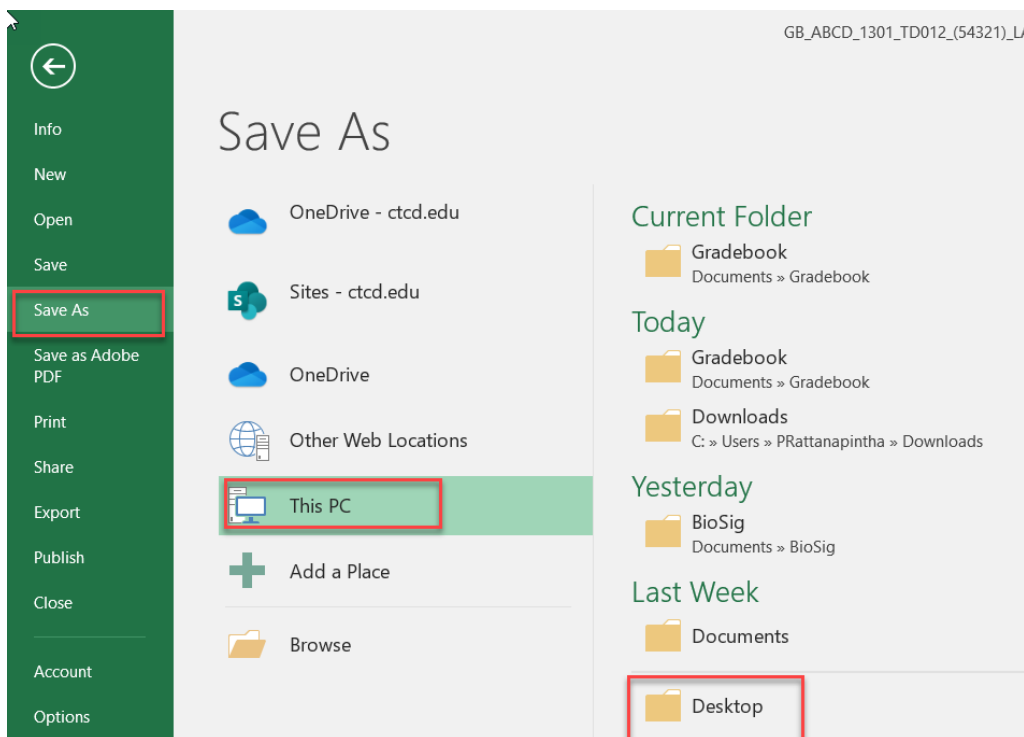 GB_ABCD_1301_TD012_(54321)_LA
Info
New
Open
Save
Save As
Save as Adobe
PDF
Print
Share
Export
Publish
Close
Account
Options
Save As
OneDrive - ctcd.edu
S
Sites - ctcd.edu
OneDrive
Other Web Locations
This PC
Add a Place
Browse
Current Folder
Gradebook
Documents » Gradebook
Today
Gradebook
Documents » Gradebook
Downloads
C: » Users » PRattanapintha » Downloads
Yesterday
BioSig
Documents » BioSig
Last Week
Documents
Desktop